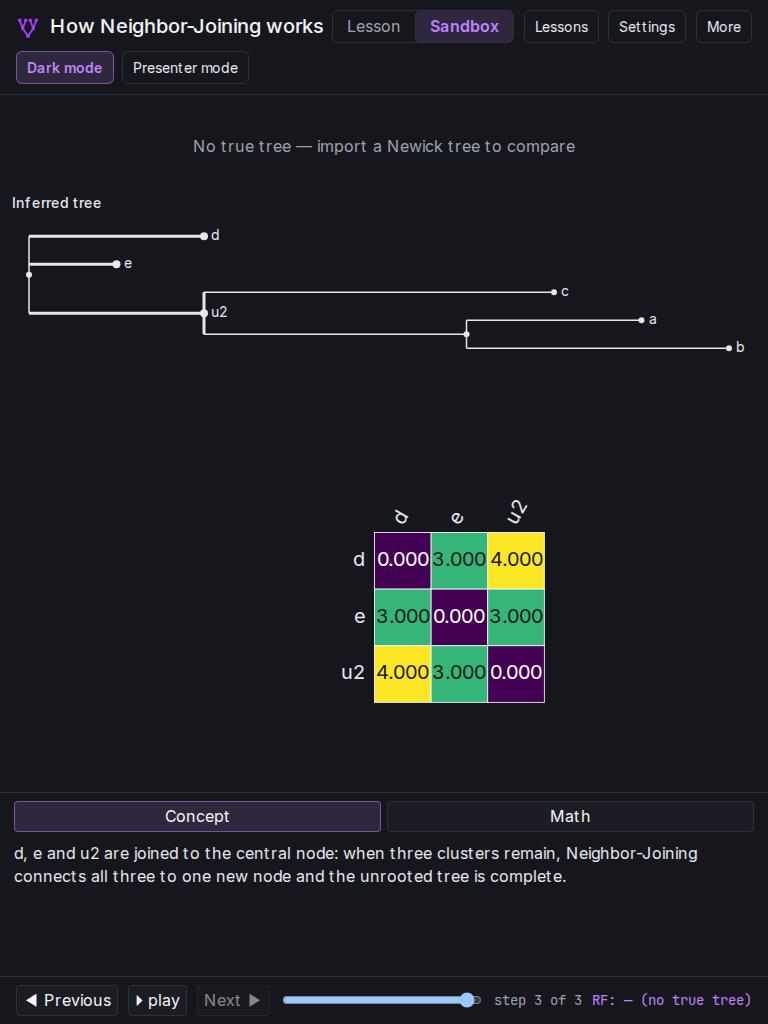 How Neighbor-Joining works
Lesson
Sandbox
Lessons
Settings
More
Dark mode
Presenter mode
No true tree — import a Newick tree to compare
Inferred tree
d
e
u2
c
a
b
d e u2
d 0.000 3.000 4.000
e 3.000 0.000 3.000
u2 4.000 3.000 0.000
Concept
Math
d, e and u2 are joined to the central node: when three clusters remain, Neighbor-Joining
connects all three to one new node and the unrooted tree is complete.
◀ Previous
⏵ play
Next ▶
step 3 of 3
RF: — (no true tree)